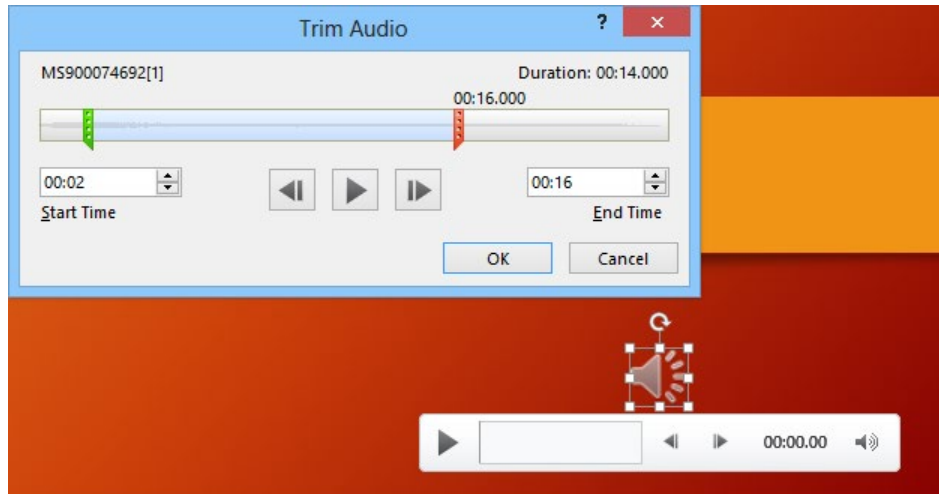 Trim Audio ?
MS900074692[1] Duration: 00:14.000
00:16.000
00:02 00:16
Start Time End Time
OK Cancel
00:00.00